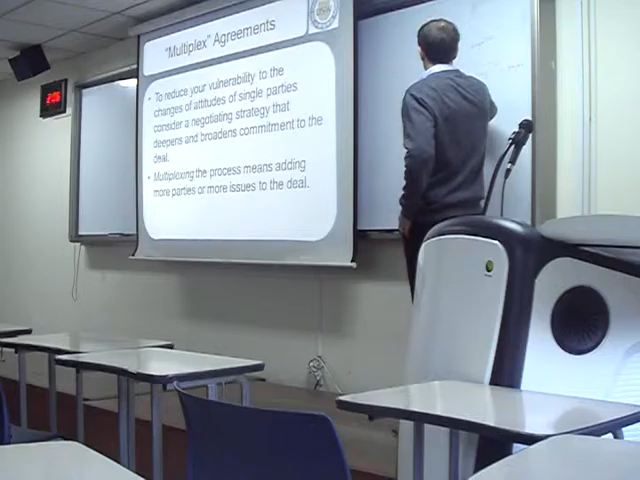 "Multiplex" Agreements
• To reduce your vulnerability to the
changes of attitudes of single parties
consider a negotiating strategy that
deepens and broadens commitment to the
deal.
• Multiplexing the process means adding
more parties or more issues to the deal.